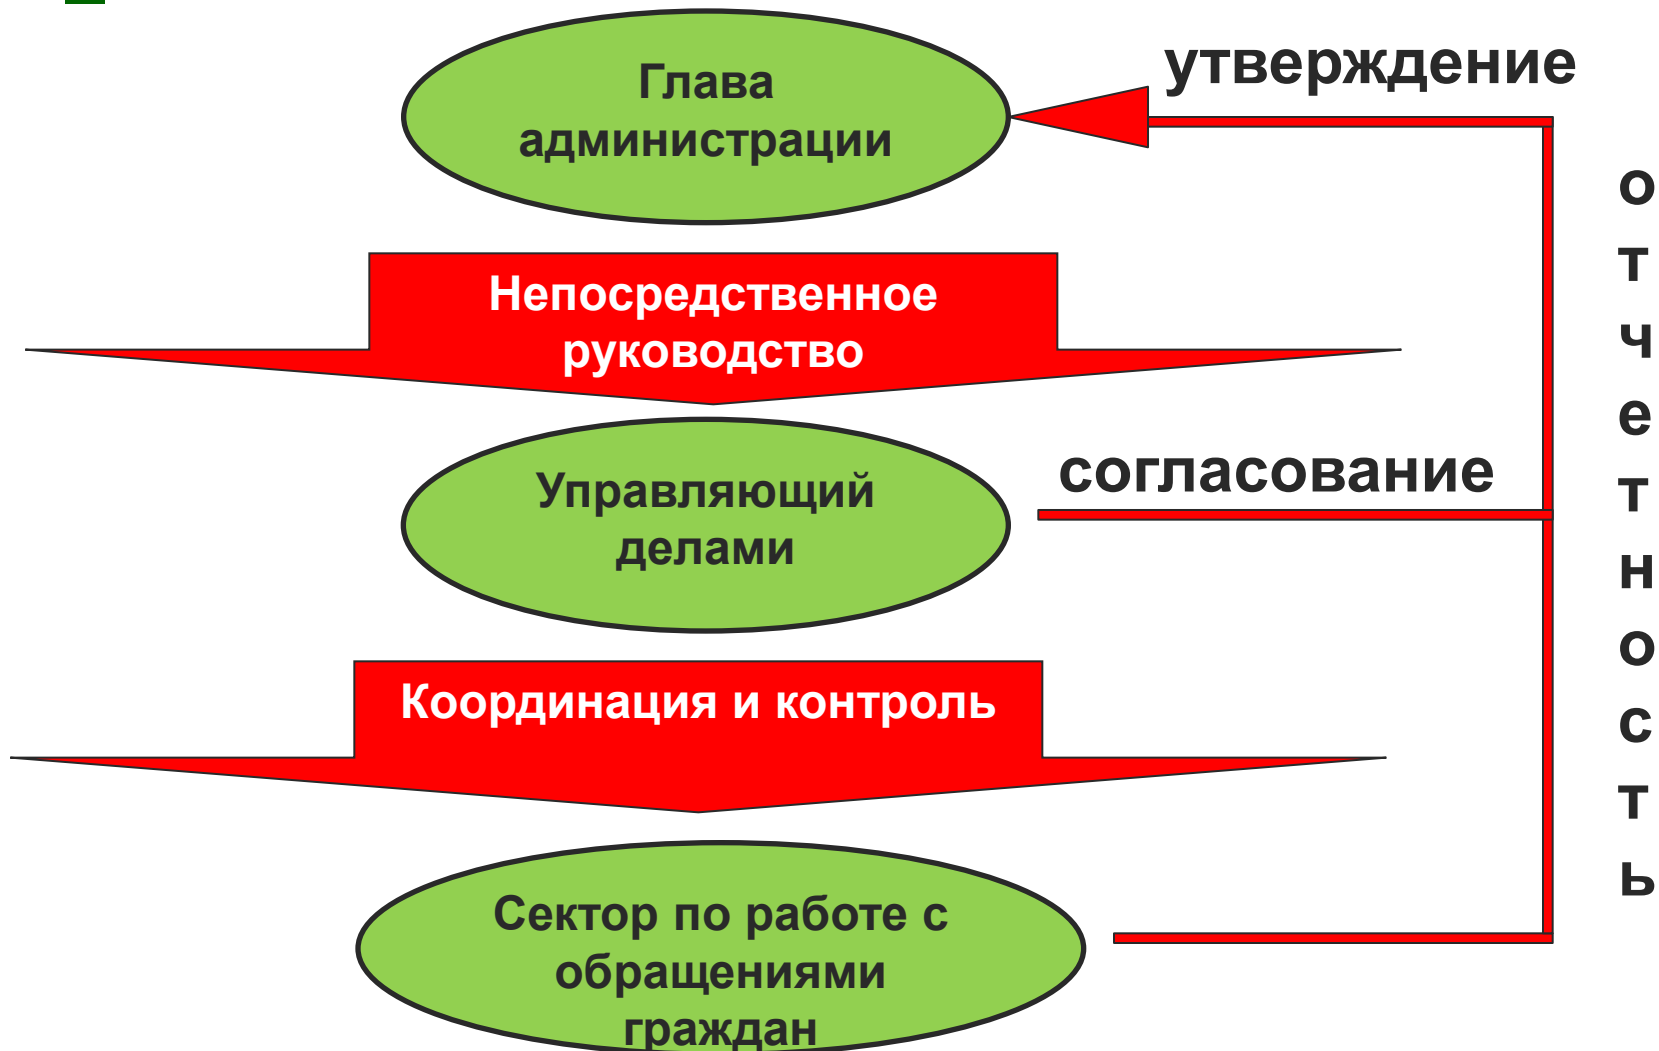 Глава
администрации
утверждение
Непосредственное
руководство
Управляющий
делами
согласование
Координация и контроль
Сектор по работе с
обращениями
граждан
о
т
ч
е
т
н
о
с
т
ь